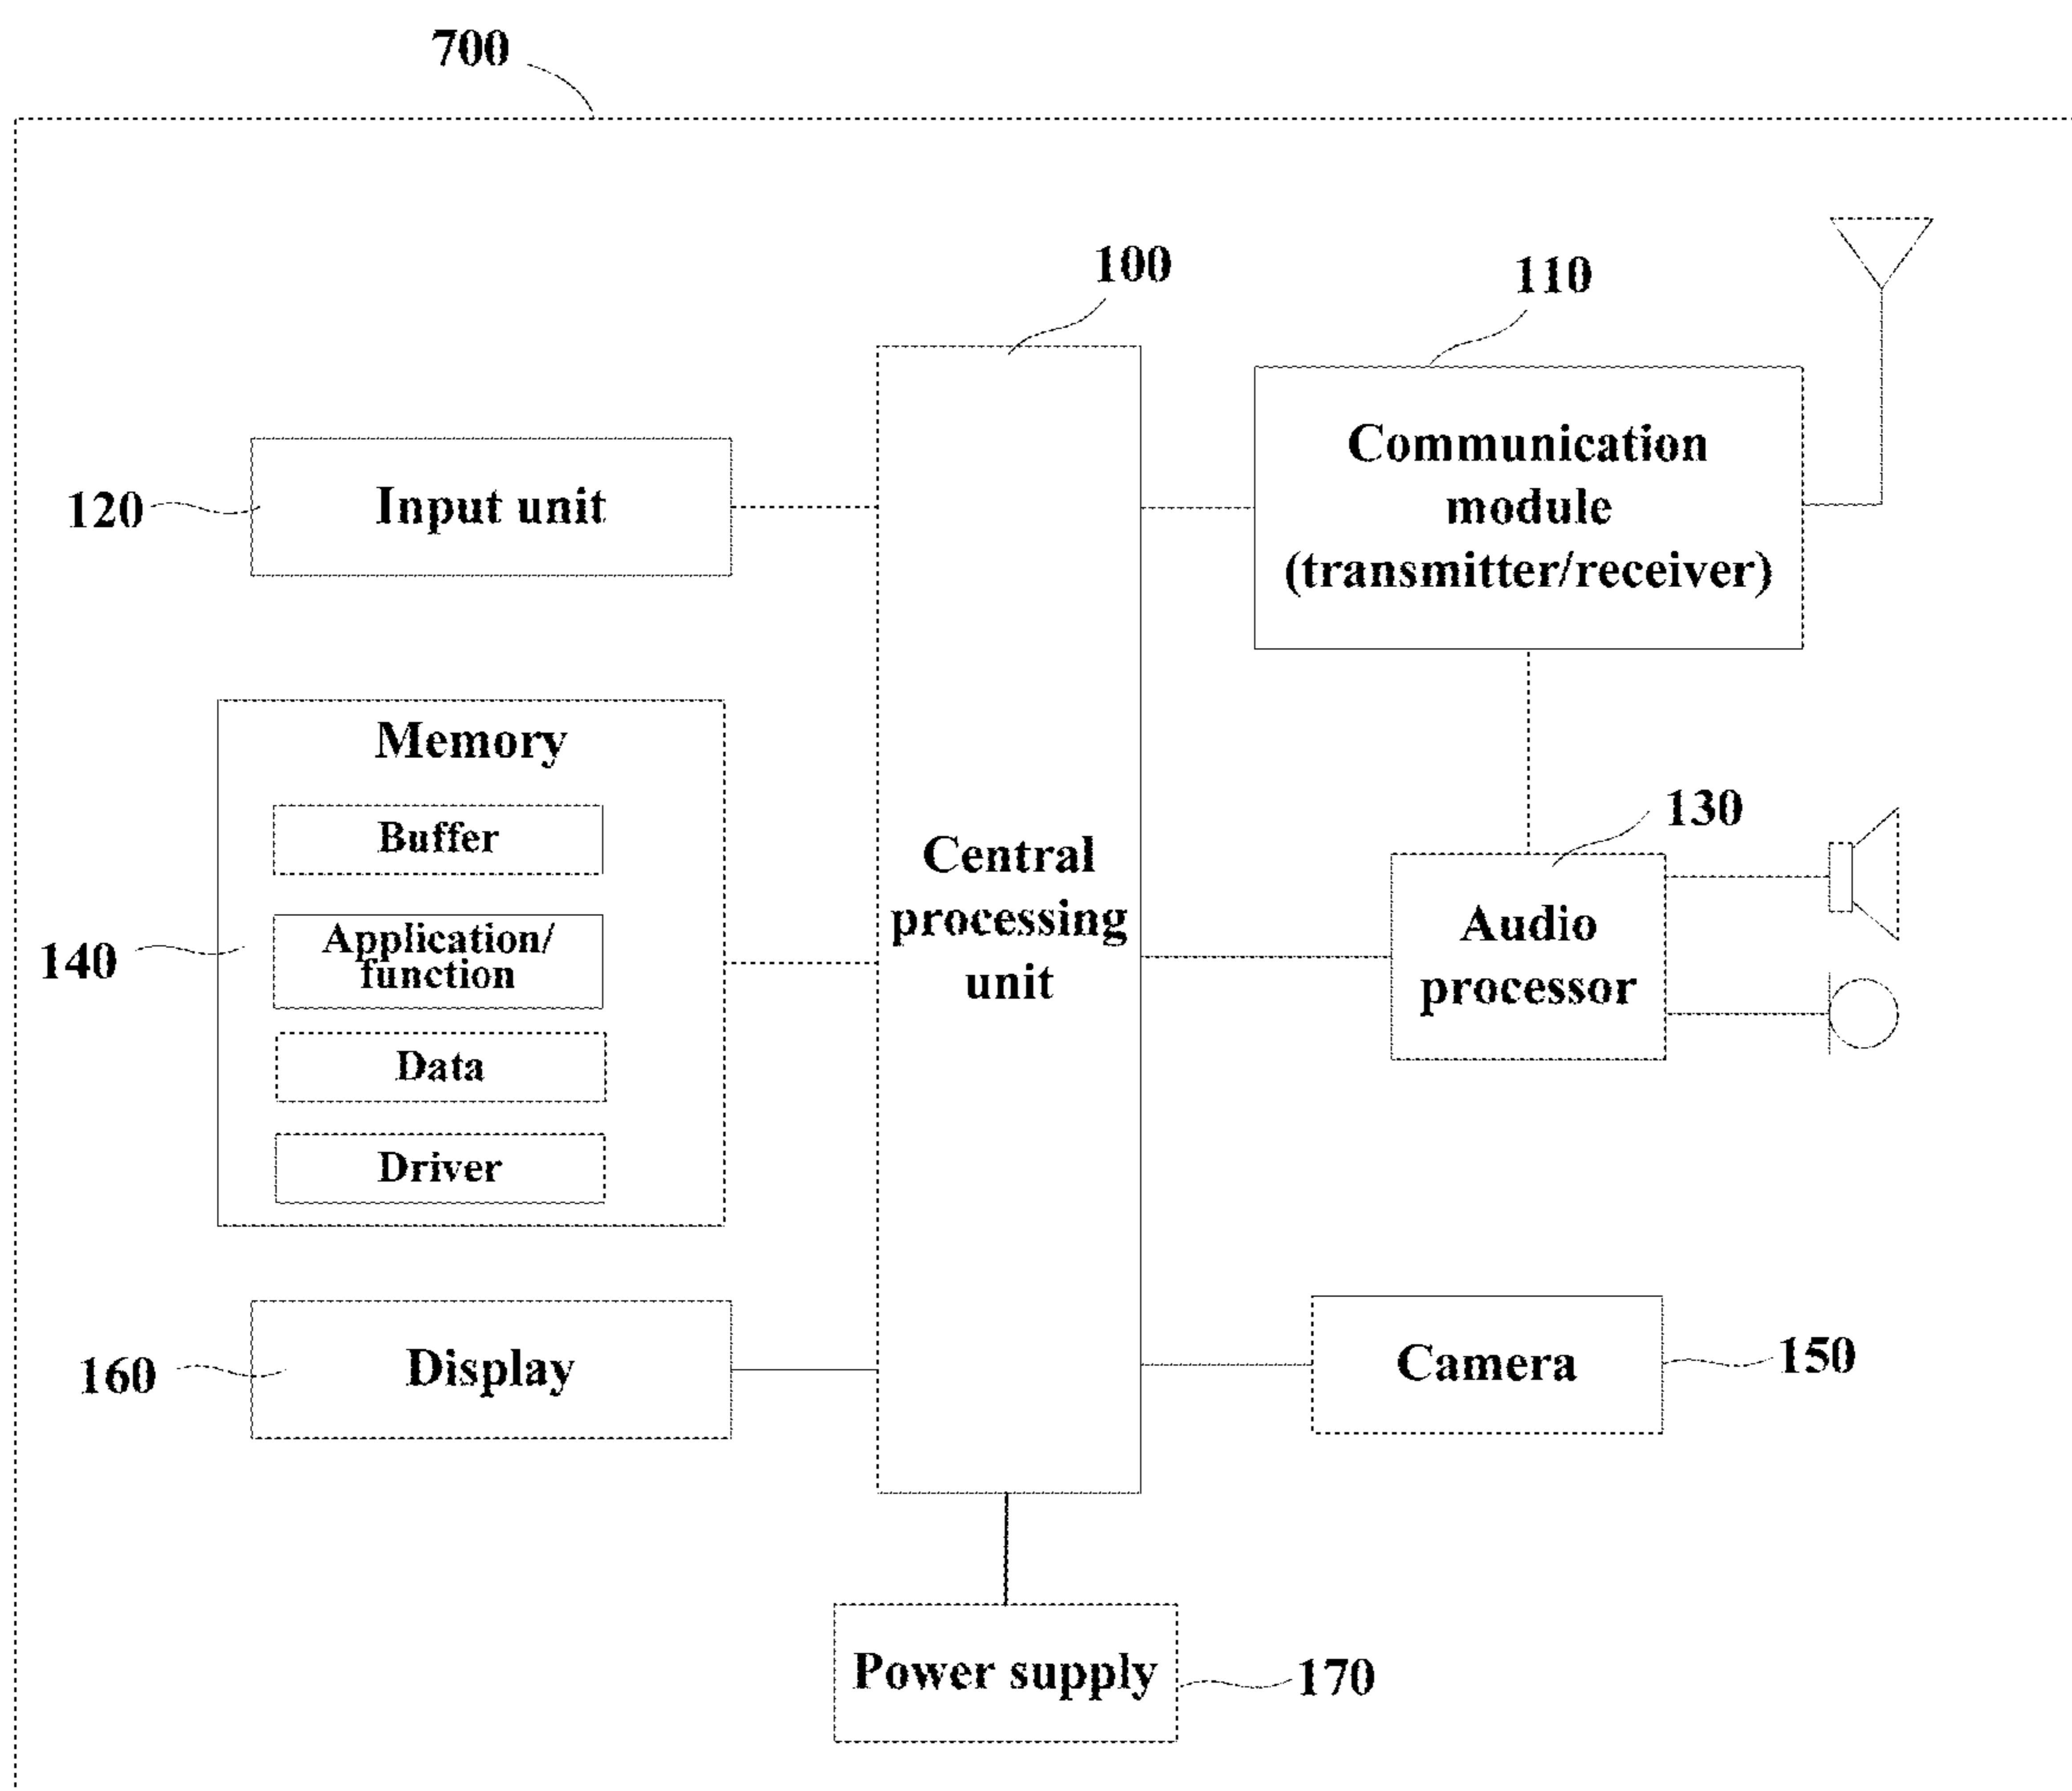 700
100
110
Communication
module
(transmitter/receiver)
120
Input unit
Memory
Buffer
Application/
function
Data
Driver
140
Central
processing
unit
130
Audio
processor
160
Display
Camera
150
Power supply
170